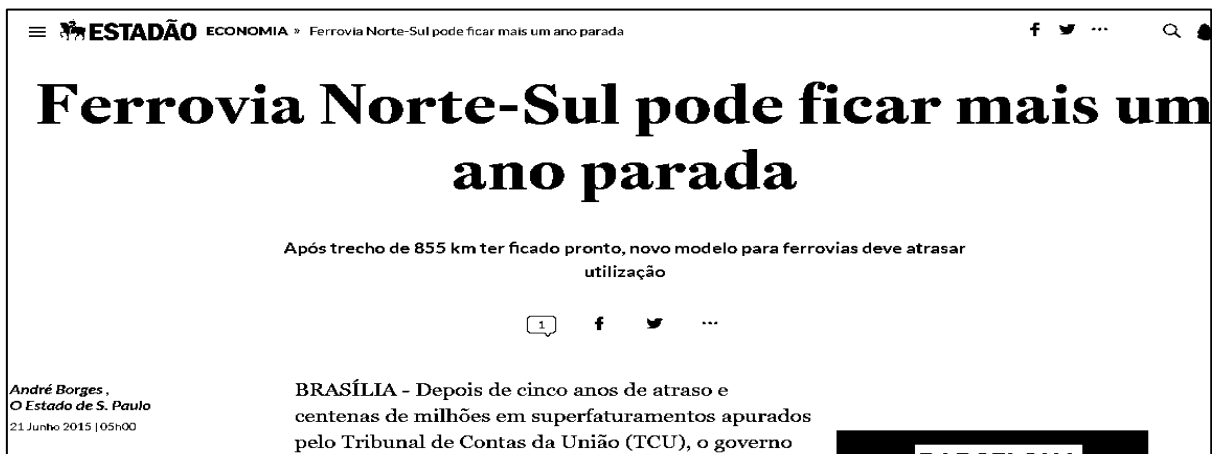 ESTADÃO ECONOMIA » Ferrovia Norte-Sul pode ficar mais um ano parada
Ferrovia Norte-Sul pode ficar mais um
ano parada
Após trecho de 855 km ter ficado pronto, novo modelo para ferrovias deve atrasar
utilização
1
André Borges ,
O Estado de S. Paulo
21 Junho 2015 | 05h00
BRASÍLIA - Depois de cinco anos de atraso e
centenas de milhões em superfaturamentos apurados
pelo Tribunal de Contas da União (TCU), o governo